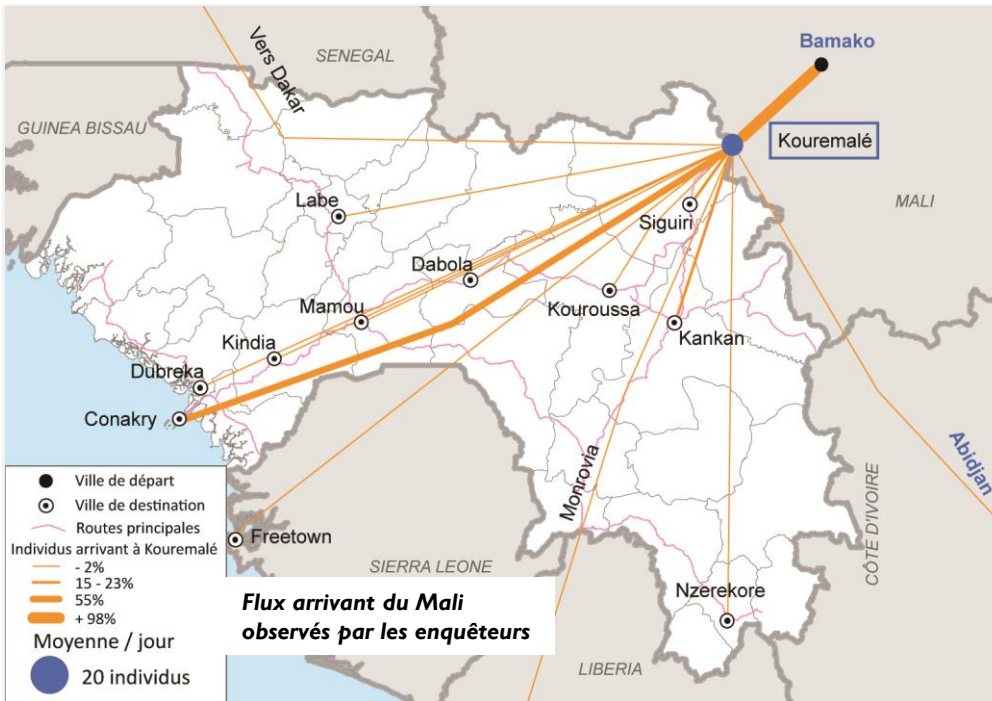 SENEGAL
Bamako
Vers Dakar
GUINEA BISSAU
Kouremalé
MALI
Labe
Siguiri
Dabola
Mamou
Kouroussa
Kankan
Kindia
Dubreka
Conakry
Abidjan
Monrovia
CÔTE D'IVOIRE
Ville de départ
Ville de destination
Routes principales
Individus arrivant à Kouremalé
- 2%
15 - 23%
55%
+ 98%
Moyenne / jour
20 individus
Freetown
SIERRA LEONE
Flux arrivant du Mali
observés par les enquêteurs
Nzerekore
LIBERIA